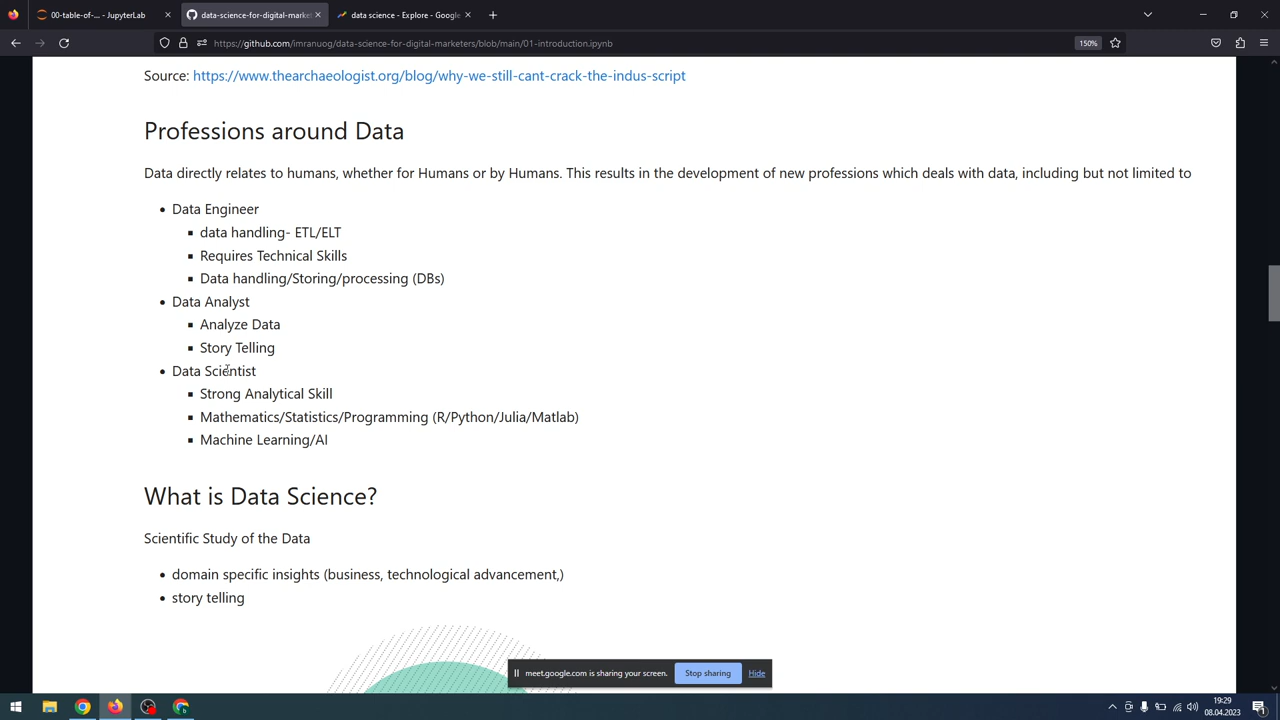 00-table-of-... - JupyterLab
data-science-for-digital-marke
data science - Explore - Google
https://github.com/imranuog/data-science-for-digital-marketers/blob/main/01-introduction.ipynb
150%
Source: https://www.thearchaeologist.org/blog/why-we-still-cant-crack-the-indus-script
Professions around Data
Data directly relates to humans, whether for Humans or by Humans. This results in the development of new professions which deals with data, including but not limited to
Data Engineer
data handling- ETL/ELT
Requires Technical Skills
Data handling/Storing/processing (DBs)
Data Analyst
Analyze Data
Story Telling
Data Scientist
Strong Analytical Skill
Mathematics/Statistics/Programming (R/Python/Julia/Matlab)
Machine Learning/AI
What is Data Science?
Scientific Study of the Data
domain specific insights (business, technological advancement,)
story telling
meet.google.com is sharing your screen.
Stop sharing
Hide
19:29
08.04.2023